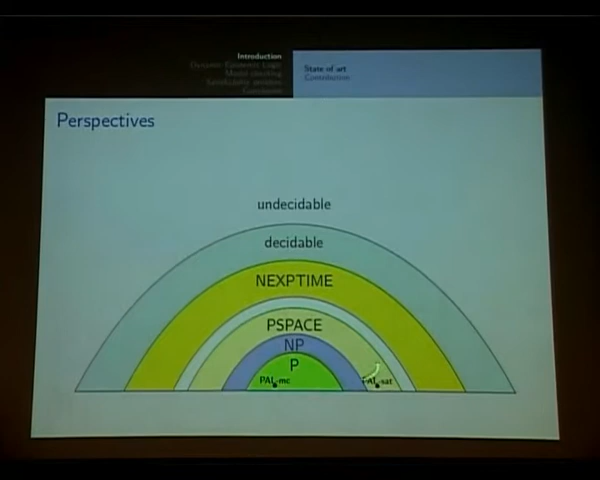 Introduction
Dynamic Epistemic Logic
Model checking
Satisfiability problem
Conclusion
State of art
Contribution
Perspectives
undecidable
decidable
NEXPTIME
PSPACE
NP
P
PAL-mc
PAL-sat